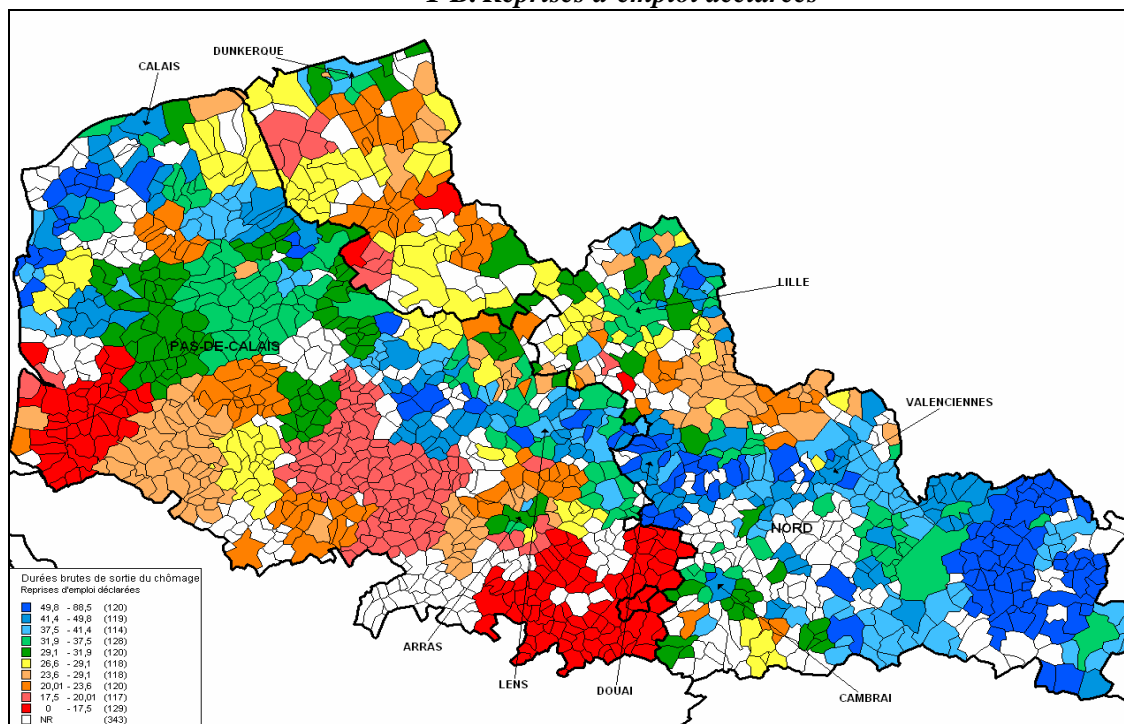 1-B. Reprises d'emploi déclarées
DUNKERQUE
CALAIS
LILLE
PAS-DE-CALAIS
VALENCIENNES
NORD
Durées brutes de sortie du chômage
Reprises d'emploi déclarées
49,8 - 88,5 (120)
41,4 - 49,8 (119)
37,5 - 41,4 (114)
31,9 - 37,5 (128)
29,1 - 31,9 (120)
26,6 - 29,1 (118)
23,6 - 29,1 (118)
20,01 - 23,6 (120)
17,5 - 20,01 (117)
0 - 17,5 (129)
NR (343)
ARRAS
LENS
DOUAI
CAMBRAI